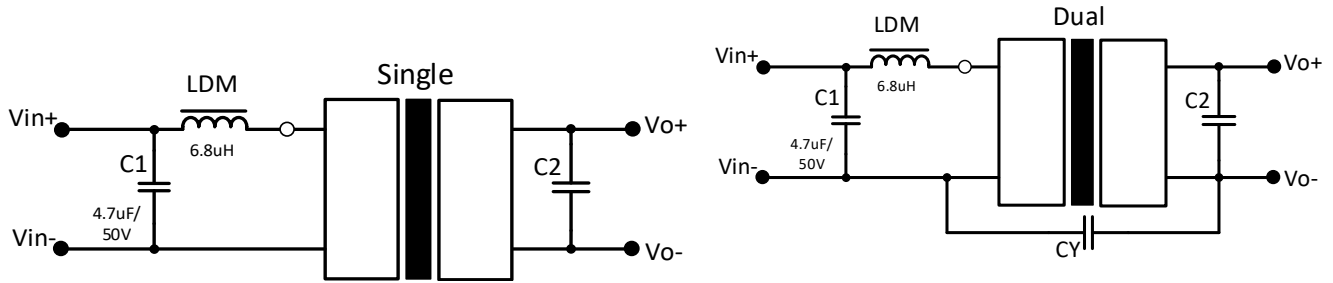 Single
LDM
Vin+
6.8uH
C1
4.7uF/
50V
Vin-
C2
Vo+
Vo-
Dual
LDM
Vin+
6.8uH
C1
4.7uF/
50V
Vin-
C2
Vo+
Vo-
CY